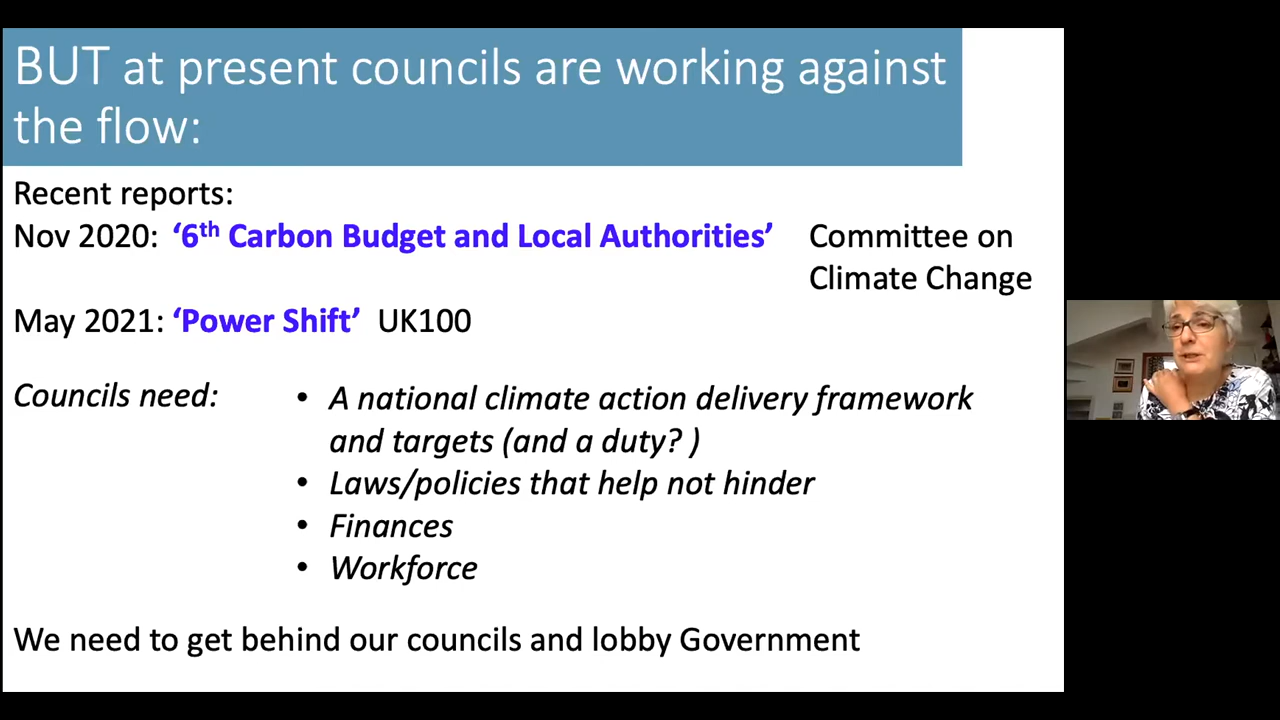 BUT at present councils are working against
the flow:
Recent reports:
Nov 2020: ‘6th Carbon Budget and Local Authorities’ Committee on
Climate Change
May 2021: ‘Power Shift’ UK100
Councils need:
• A national climate action delivery framework
and targets (and a duty? )
• Laws/policies that help not hinder
• Finances
• Workforce
We need to get behind our councils and lobby Government